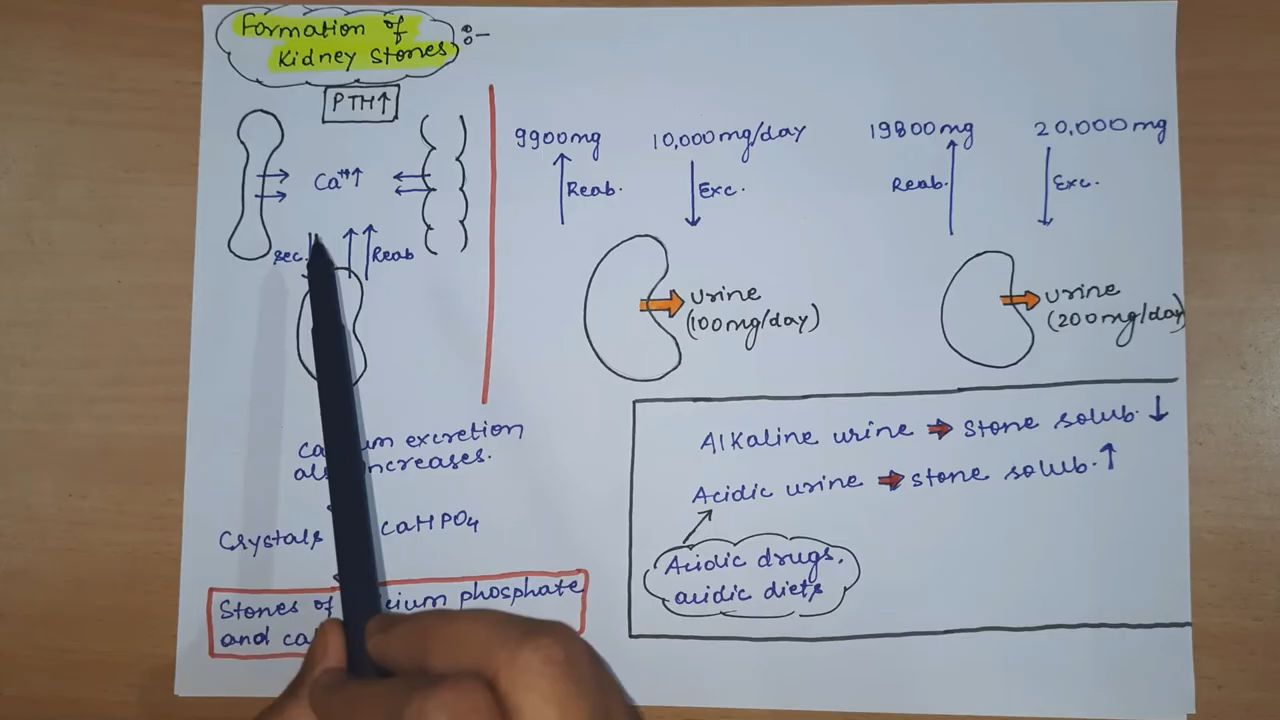 Formation of
Kidney Stones :-
PTH↑
Ca++↑
Sec. Reab
excretion
increases.
Crystals CaHPO4
Stones of phosphate
and
9900mg 10,000mg/day
Reab. Exc.
Urine
(100mg/day)
19800mg 20,000mg
Reab. Exc.
Urine
(200mg/day)
Alkaline urine → Stone solub. ↓
Acidic urine → Stone solub. ↑
Acidic drugs,
acidic diets